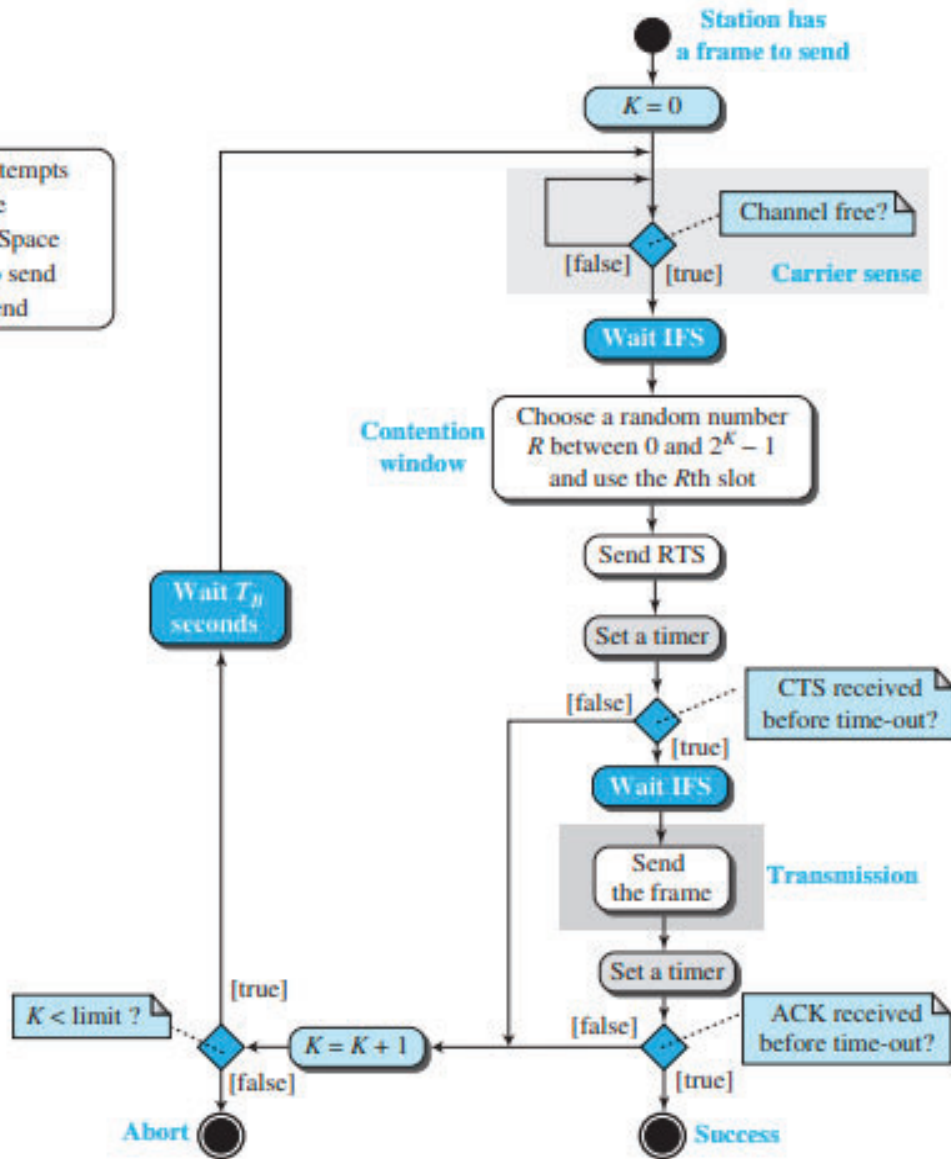 Station has
a frame to send
K = 0
tempts
Space
send
Channel free?
[false]
[true]
Carrier sense
Wait IFS
Contention
window
Choose a random number
R between 0 and 2^K – 1
and use the Rth slot
Send RTS
Wait T_B
seconds
Set a timer
[false]
CTS received
before time-out?
[true]
Wait IFS
Send
the frame
Transmission
Set a timer
[true]
K < limit ?
K = K + 1
[false]
ACK received
before time-out?
[false]
[true]
Abort
Success